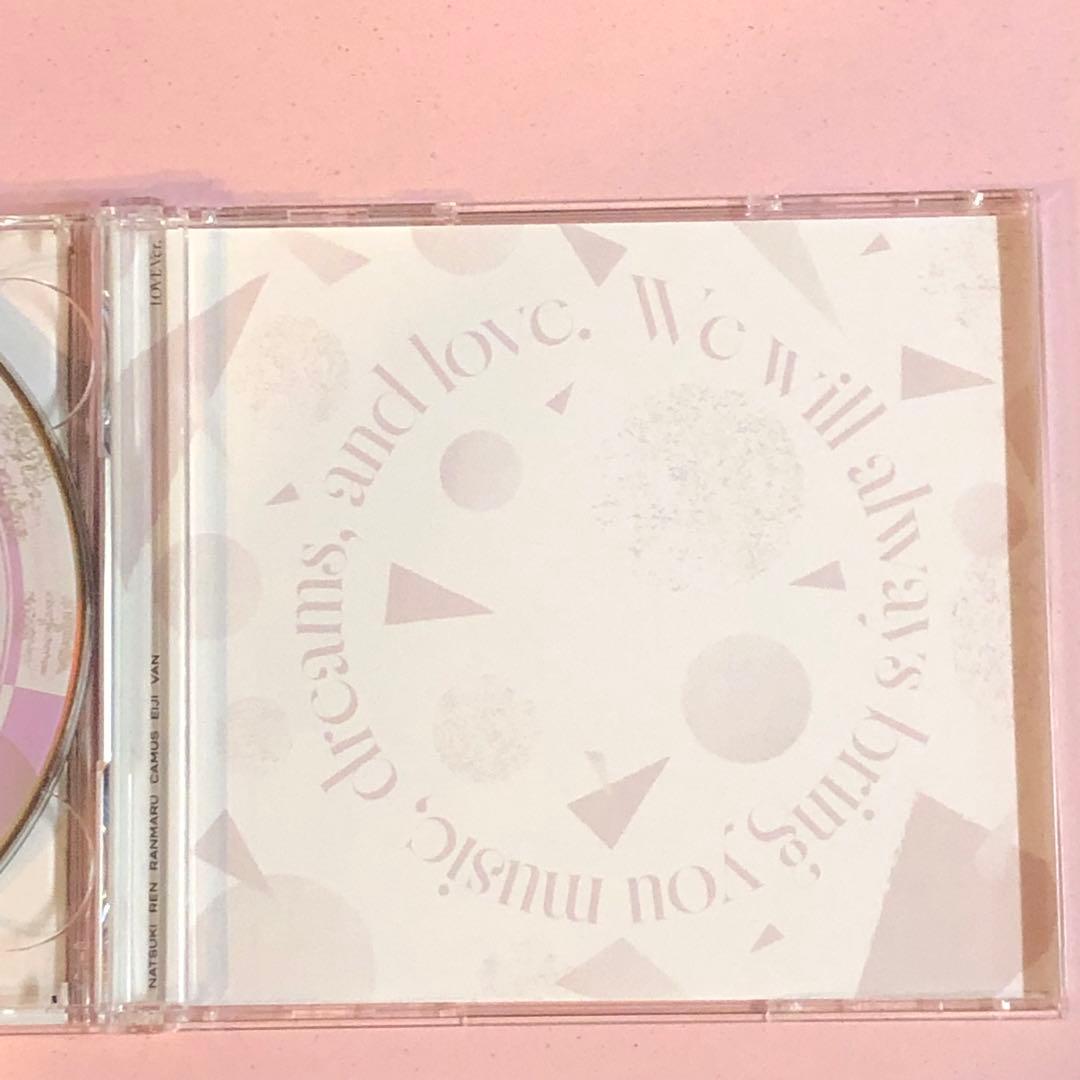 We will always bring you music, dreams, and love.
LOVE Ver.
NATSUKI REN RANMARU CAMUS EIJI VAN